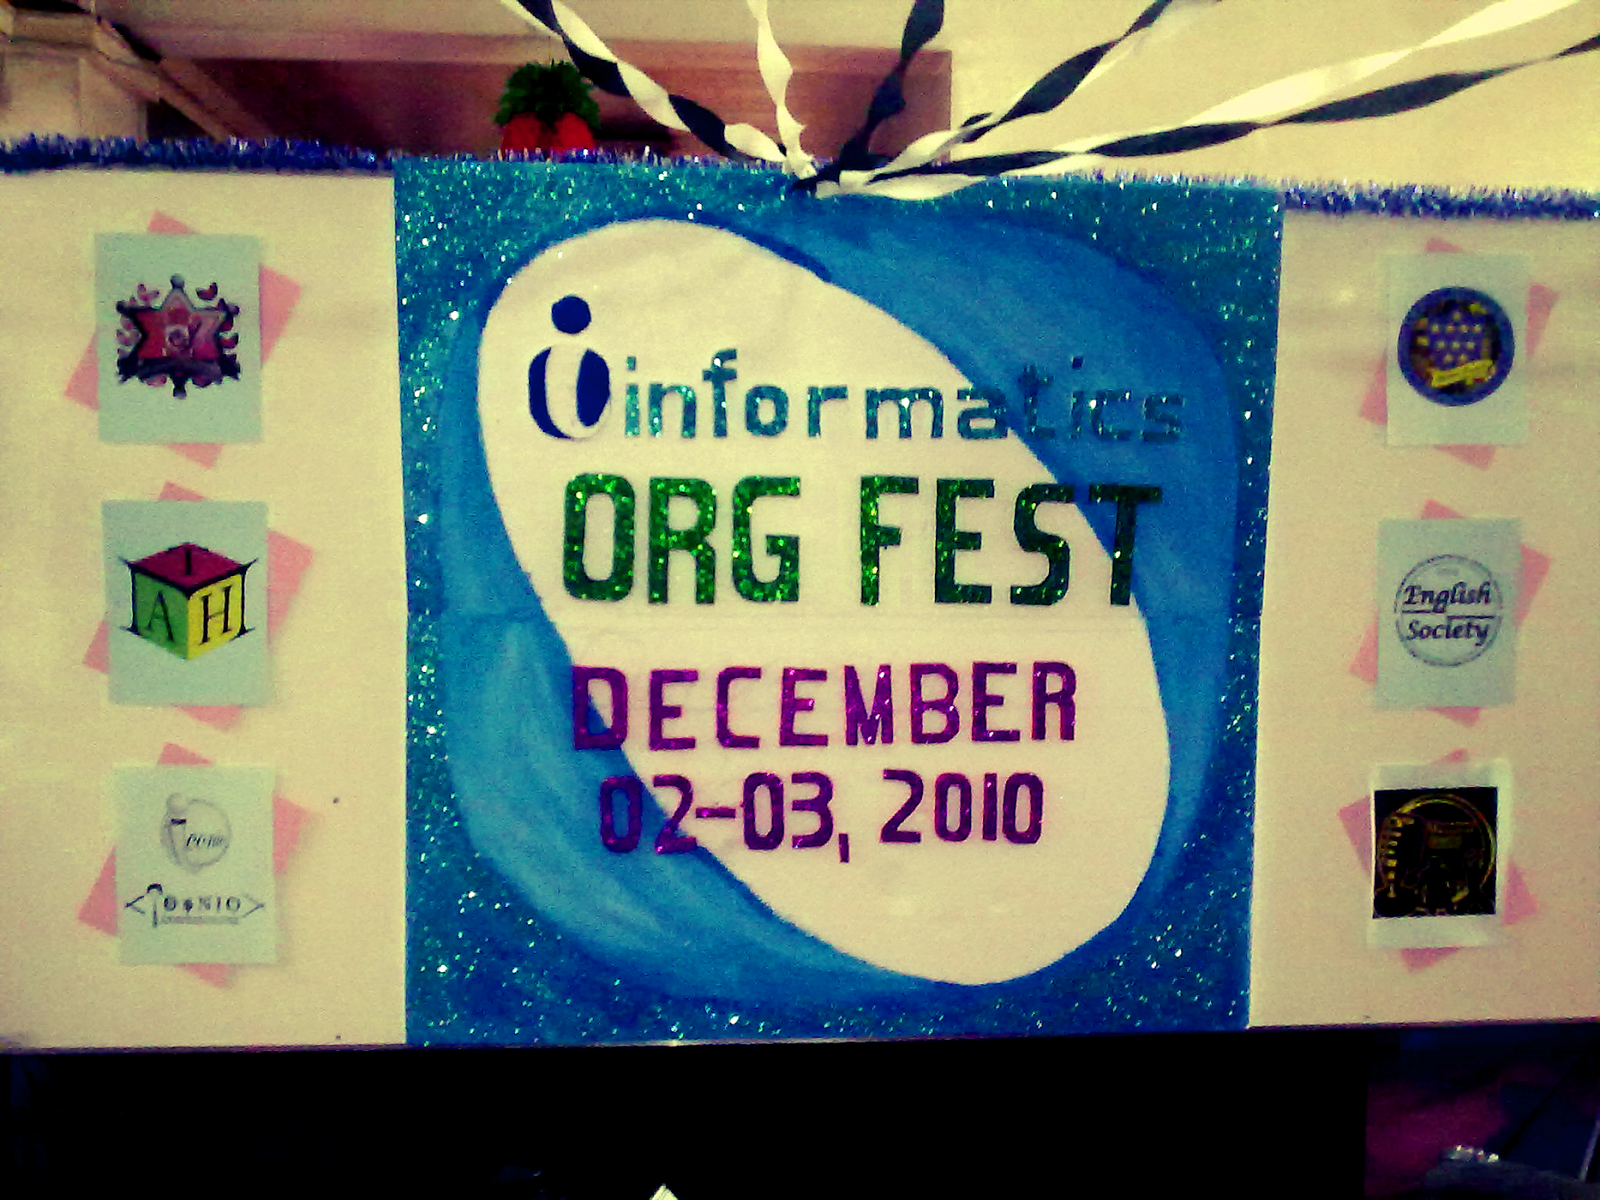 informatics
ORG FEST
DECEMBER
02-03, 2010
I
A H
English
Society